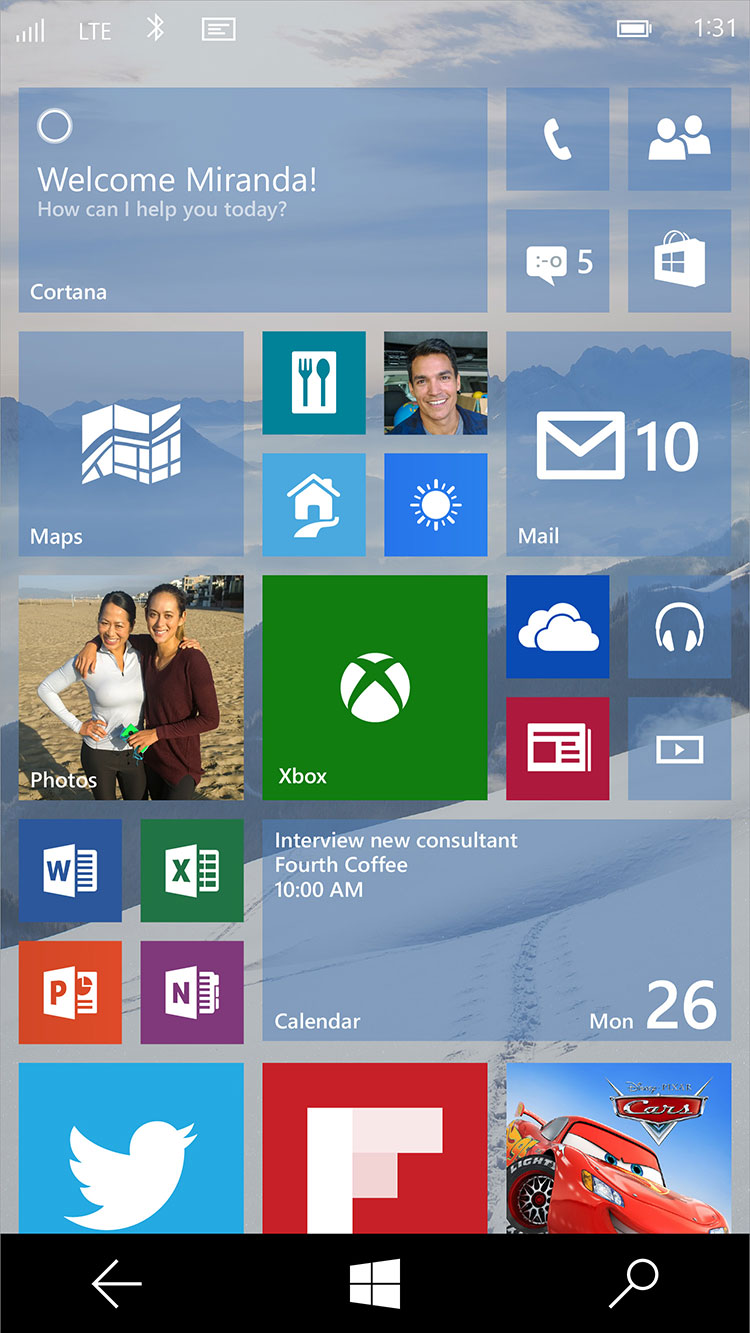 LTE
1:31
Welcome Miranda!
How can I help you today?
Cortana
:-o 5
Maps
10
Mail
Photos
Xbox
W
X
P
N
Interview new consultant
Fourth Coffee
10:00 AM
Calendar
Mon 26
Disney PIXAR
Cars
LIGHT